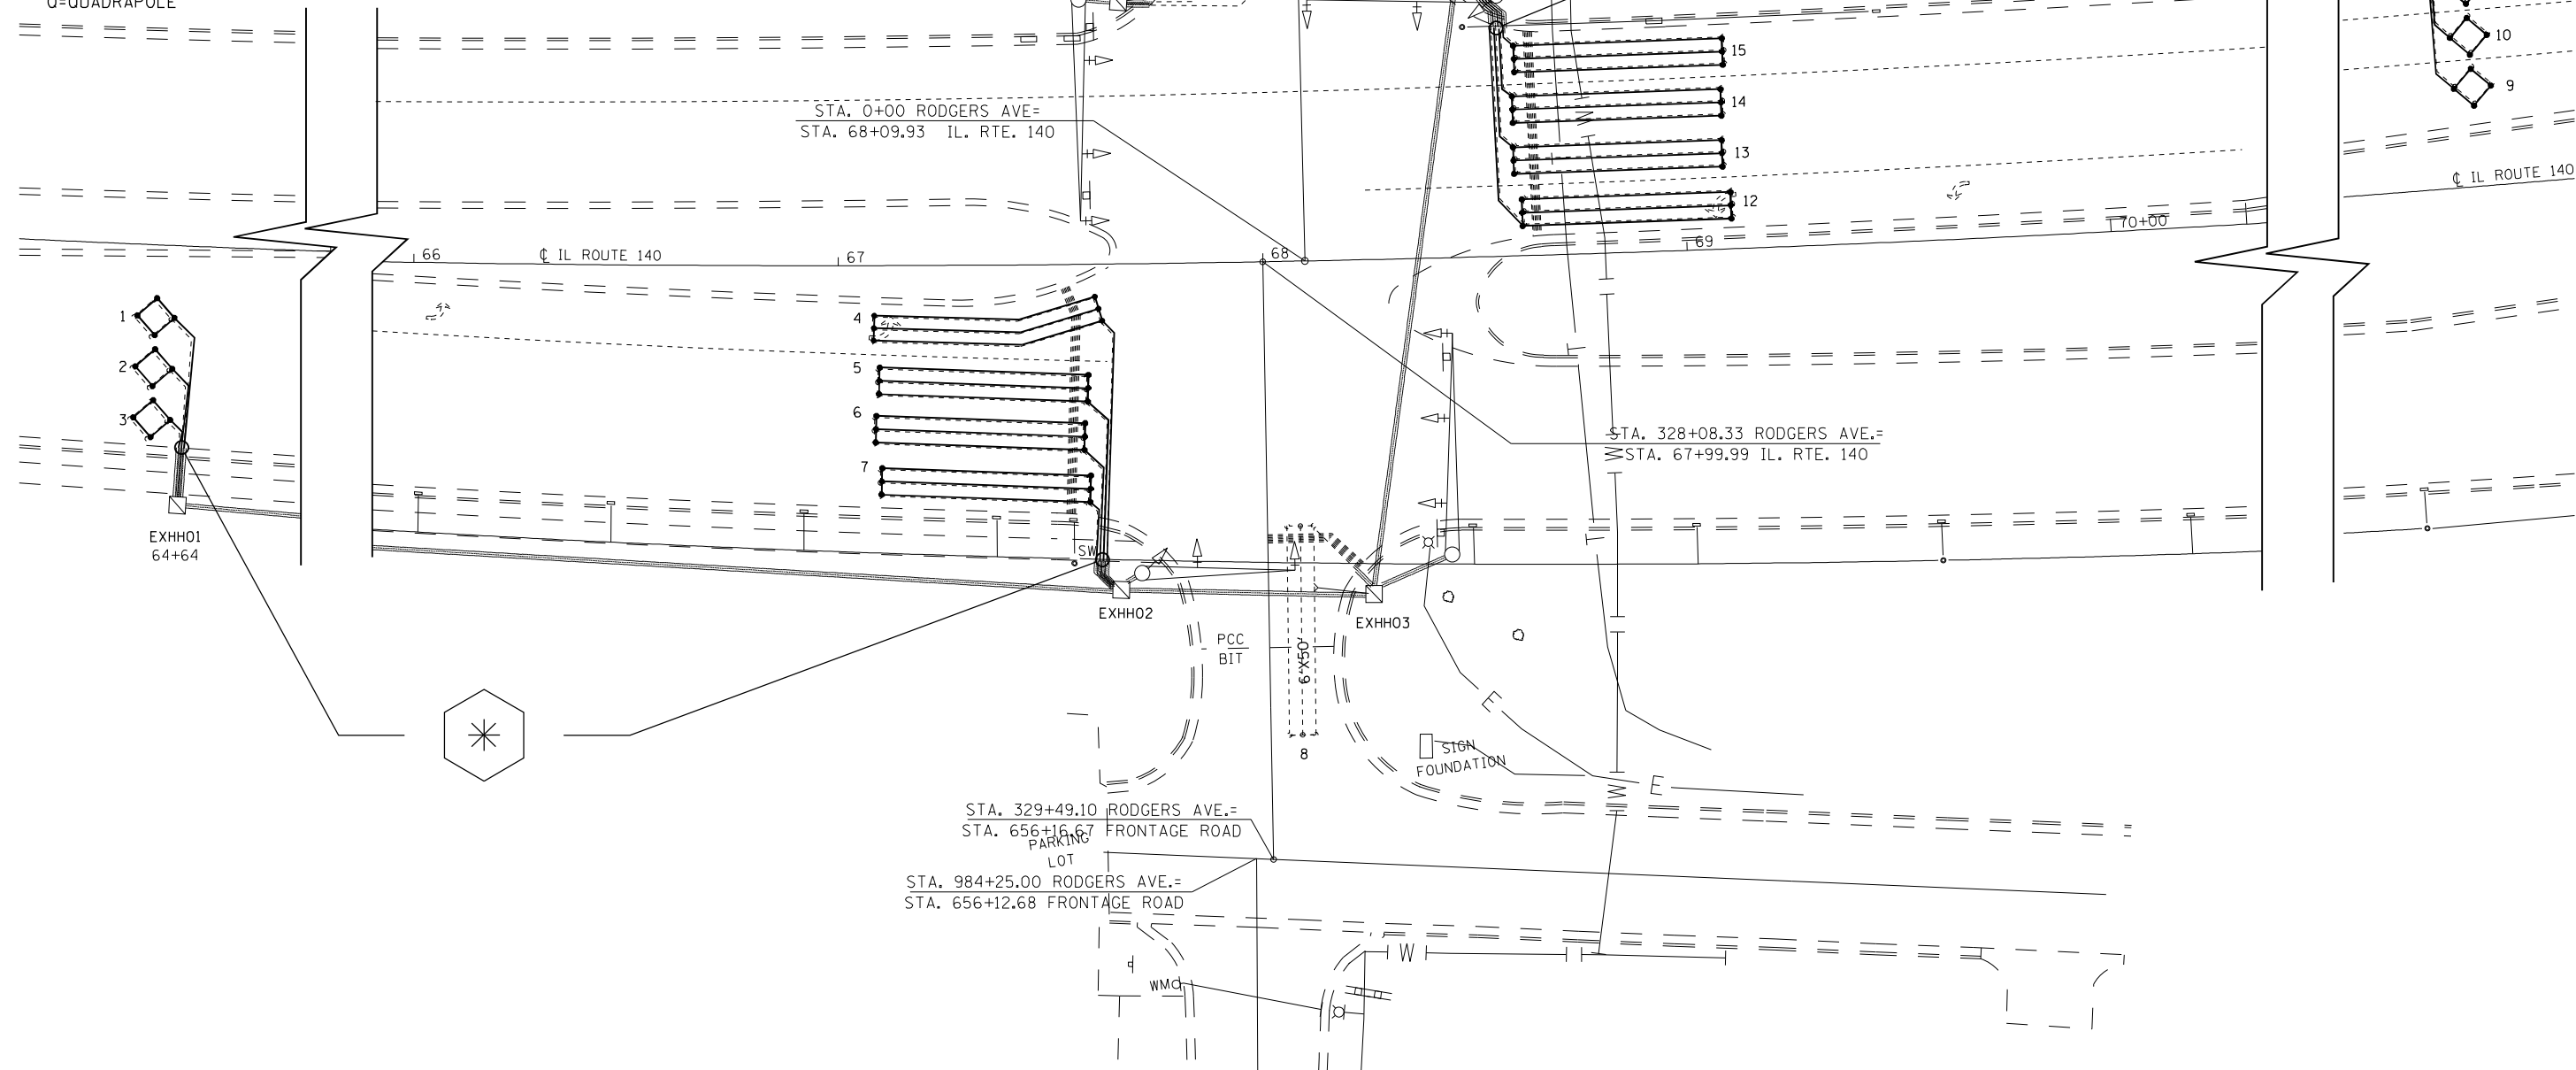 Q=QUADRAPOLE
STA. 0+00 RODGERS AVE=
STA. 68+09.93 IL. RTE. 140
15
14
13
12
10
9
℄ IL ROUTE 140
70+00
69
68
67
66
℄ IL ROUTE 140
1
2
3
4
5
6
7
EXHH01
64+64
SW
EXHH02
EXHH03
STA. 328+08.33 RODGERS AVE.=
STA. 67+99.99 IL. RTE. 140
W
W
T
T
PCC
BIT
6'X50'
8
E
E
W
SIGN
FOUNDATION
STA. 329+49.10 RODGERS AVE.=
STA. 656+16.67 FRONTAGE ROAD
PARKING
LOT
STA. 984+25.00 RODGERS AVE.=
STA. 656+12.68 FRONTAGE ROAD
W
WMO